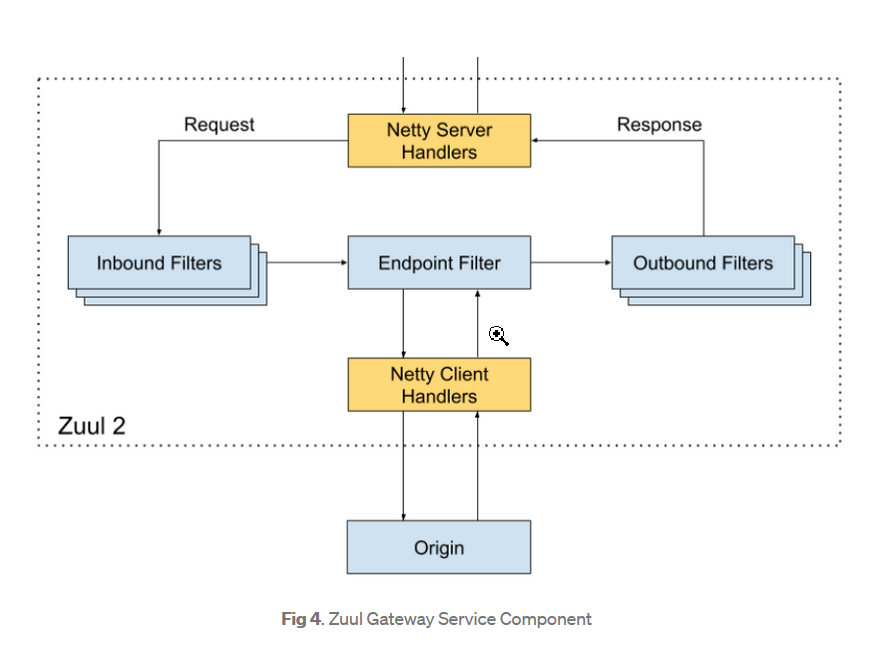 Netty Server
Handlers
Request
Response
Inbound Filters
Endpoint Filter
Outbound Filters
Netty Client
Handlers
Zuul 2
Origin
Fig 4. Zuul Gateway Service Component